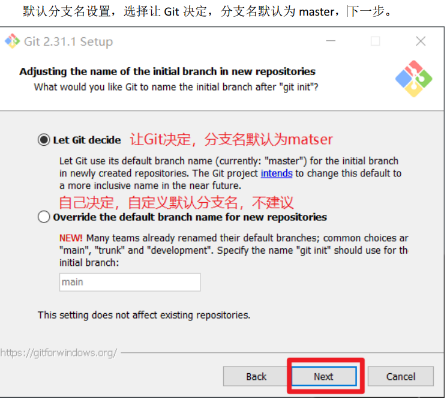 默认分支名设置，选择让 Git 决定，分支名默认为 master，下一步。
Git 2.31.1 Setup
Adjusting the name of the initial branch in new repositories
What would you like Git to name the initial branch after "git init"?
Let Git decide 让Git决定，分支名默认为matser
Let Git use its default branch name (currently: "master") for the initial branch
in newly created repositories. The Git project intends to change this default to
a more inclusive name in the near future.
自己决定，自定义默认分支名，不建议
Override the default branch name for new repositories
NEW! Many teams already renamed their default branches; common choices ar
"main", "trunk" and "development". Specify the name "git init" should use for th
initial branch:
main
This setting does not affect existing repositories.
https://gitforwindows.org/
Back
Next
Cancel